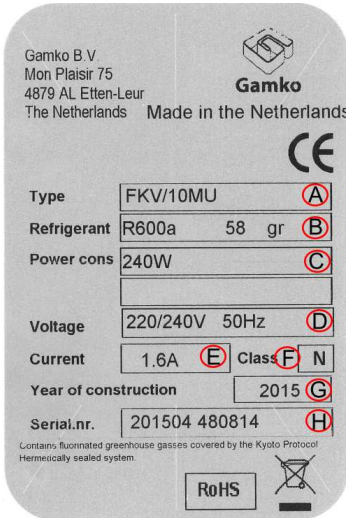 Gamko B.V.
Mon Plaisir 75
4879 AL Etten-Leur
The Netherlands
Gamko
Made in the Netherlands
CE
Type FKV/10MU A
Refrigerant R600a 58 gr B
Power cons 240W C
Voltage 220/240V 50Hz D
Current 1.6A E Class F N
Year of construction 2015 G
Serial.nr. 201504 480814 H
Contains fluorinated greenhouse gasses covered by the Kyoto Protocol
Hermetically sealed system.
RoHS